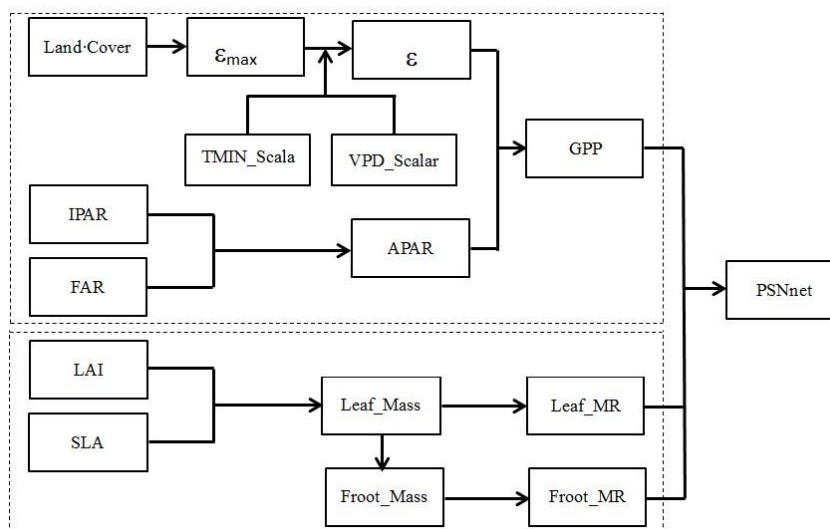 Land·Cover
εmax
ε
TMIN_Scala
VPD_Scalar
GPP
IPAR
APAR
FAR
PSNnet
LAI
Leaf_Mass
Leaf_MR
SLA
Froot_Mass
Froot_MR